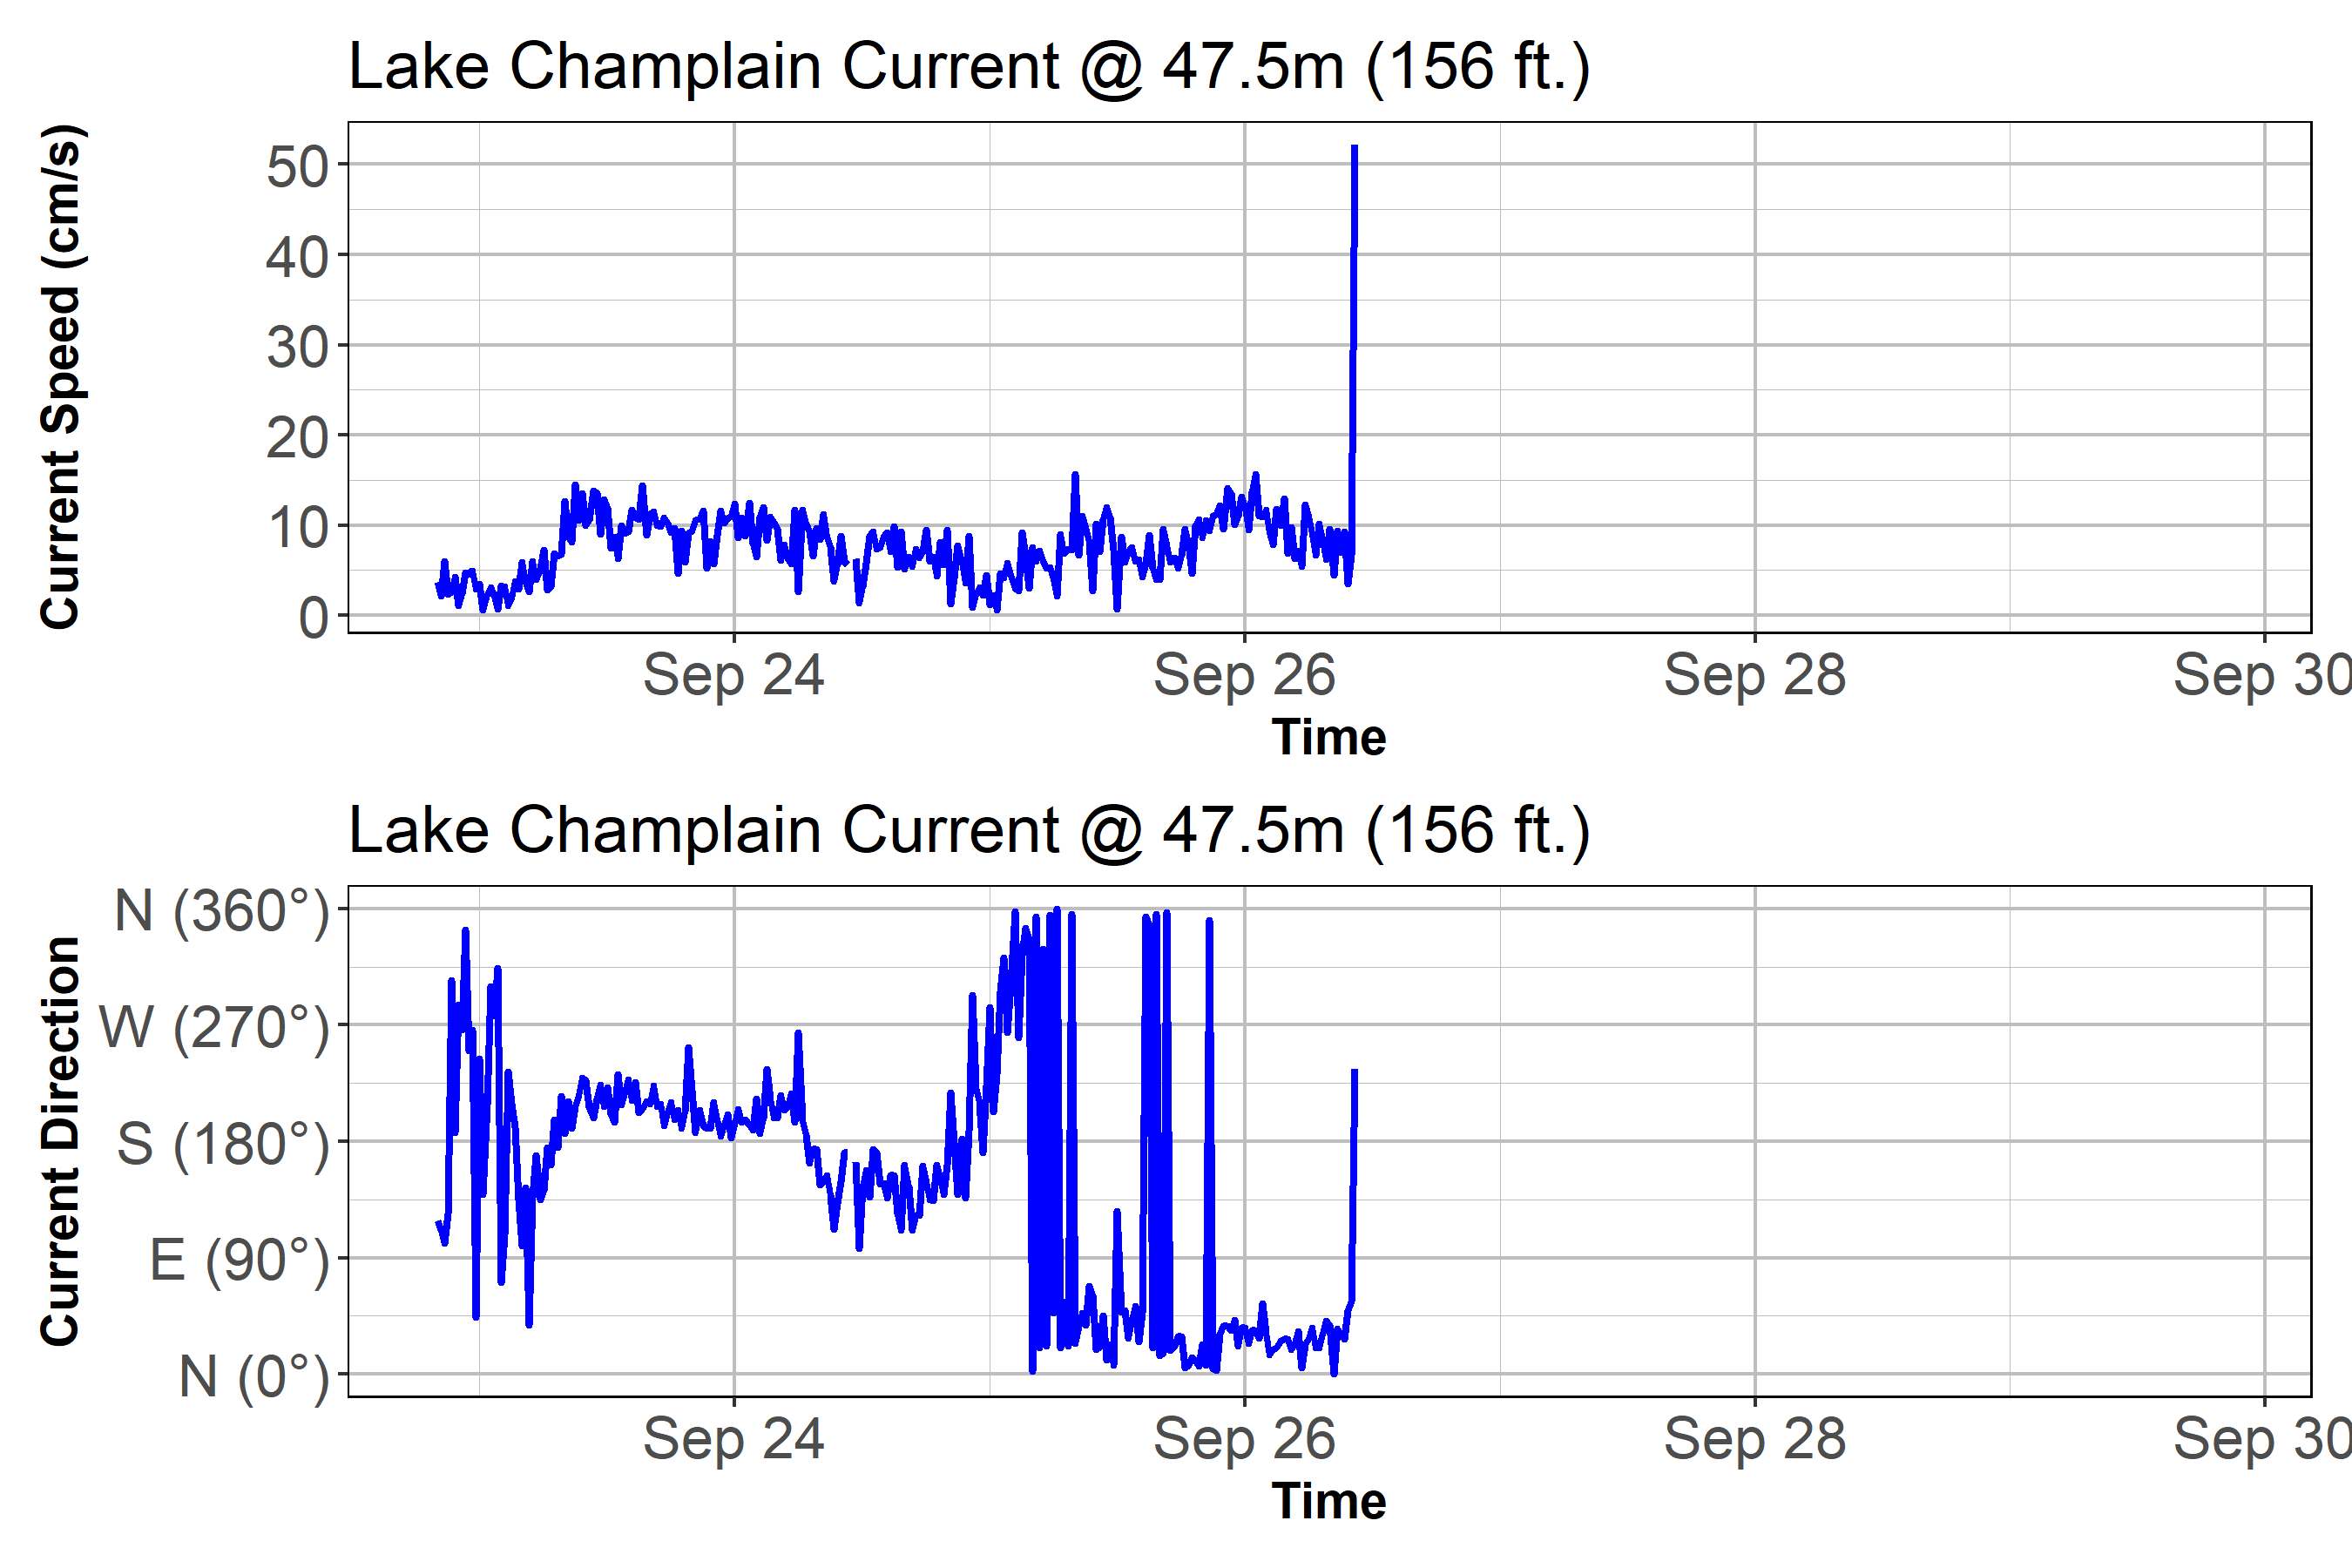 Lake Champlain Current @ 47.5m (156 ft.)
Current Speed (cm/s)
50
40
30
20
10
0
Sep 24 Sep 26 Sep 28 Sep 30
Time
Lake Champlain Current @ 47.5m (156 ft.)
Current Direction
N (360°)
W (270°)
S (180°)
E (90°)
N (0°)
Sep 24 Sep 26 Sep 28 Sep 30
Time